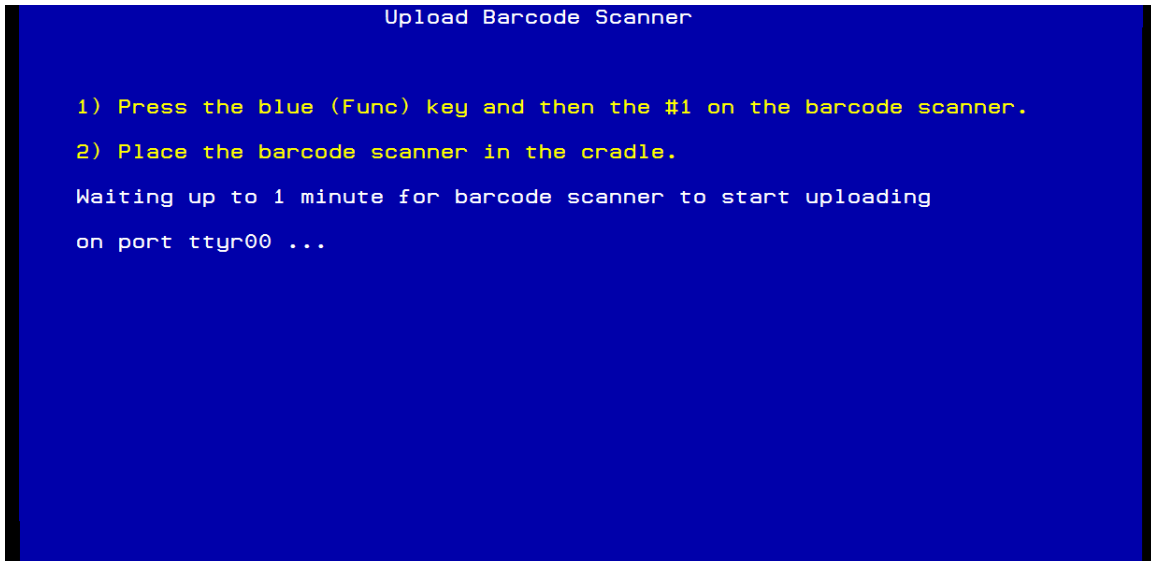 Upload Barcode Scanner
1) Press the blue (Func) key and then the #1 on the barcode scanner.
2) Place the barcode scanner in the cradle.
Waiting up to 1 minute for barcode scanner to start uploading
on port ttyr00 ...